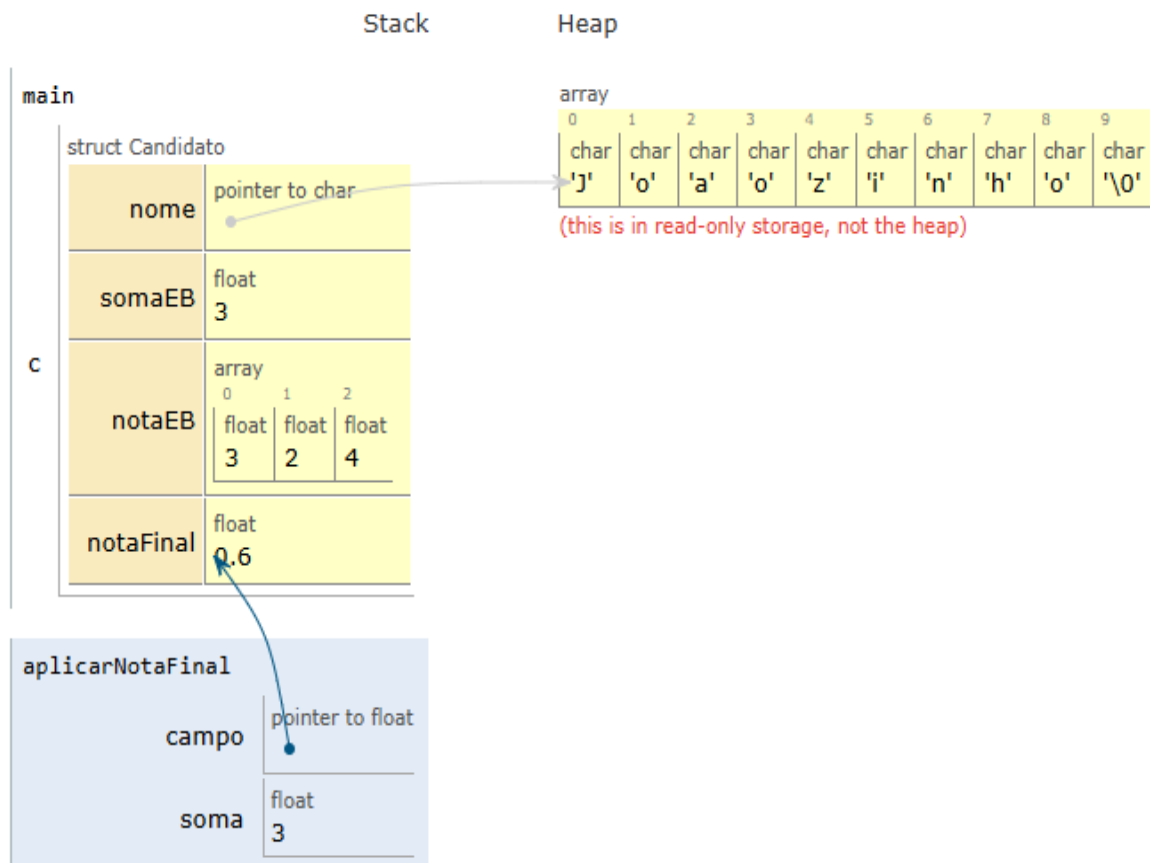 Stack Heap
main
array
0 1 2 3 4 5 6 7 8 9
char char char char char char char char char char
'J' 'o' 'a' 'o' 'z' 'i' 'n' 'h' 'o' '\0'
(this is in read-only storage, not the heap)
c
struct Candidato
nome
pointer to char
somaEB
float
3
notaEB
array
0 1 2
float float float
3 2 4
notaFinal
float
0.6
aplicarNotaFinal
campo
pointer to float
soma
float
3